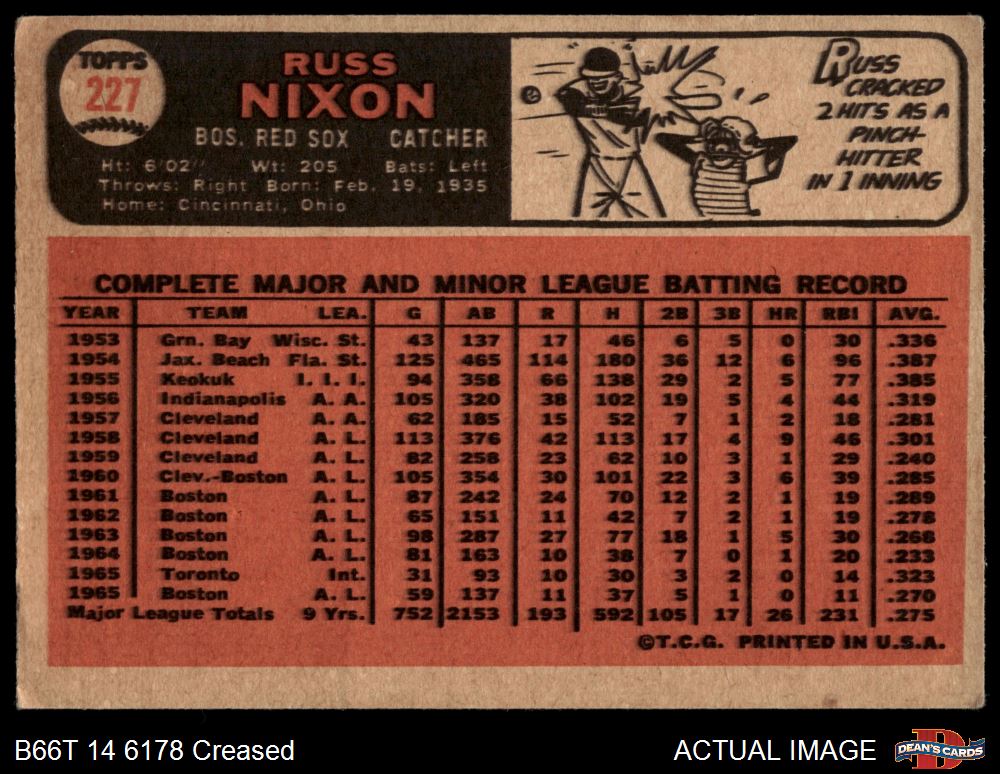 TOPPS
227
RUSS
NIXON
BOS. RED SOX CATCHER
Ht: 6'02" Wt: 205 Bats: Left
Throws: Right Born: Feb. 19, 1935
Home: Cincinnati, Ohio
RUSS
CRACKED
2 HITS AS A
PINCH-
HITTER
IN 1 INNING
COMPLETE MAJOR AND MINOR LEAGUE BATTING RECORD
YEAR TEAM LEA. G AB R H 2B 3B HR RBI AVG.
1953 Grn. Bay Wisc. St. 43 137 17 46 6 5 0 30 .336
1954 Jax. Beach Fla. St. 125 465 114 180 36 12 6 96 .387
1955 Keokuk I. I. I. 94 358 66 138 29 2 5 77 .385
1956 Indianapolis A. A. 105 320 38 102 19 5 4 44 .319
1957 Cleveland A. A. 62 185 15 52 7 1 2 18 .281
1958 Cleveland A. L. 113 376 42 113 17 4 9 46 .301
1959 Cleveland A. L. 82 258 23 62 10 3 1 29 .240
1960 Clev.-Boston A. L. 105 354 30 101 22 3 6 39 .285
1961 Boston A. L. 87 242 24 70 12 2 1 19 .289
1962 Boston A. L. 65 151 11 42 7 2 1 19 .278
1963 Boston A. L. 98 287 27 77 18 1 5 30 .268
1964 Boston A. L. 81 163 10 38 7 0 1 20 .233
1965 Toronto Int. 31 93 10 30 3 2 0 14 .323
1965 Boston A. L. 59 137 11 37 5 1 0 11 .270
Major League Totals 9 Yrs. 752 2153 193 592 105 17 26 231 .275
©T.C.G. PRINTED IN U.S.A.
B66T 14 6178 Creased
ACTUAL IMAGE
D
DEAN'S CARDS